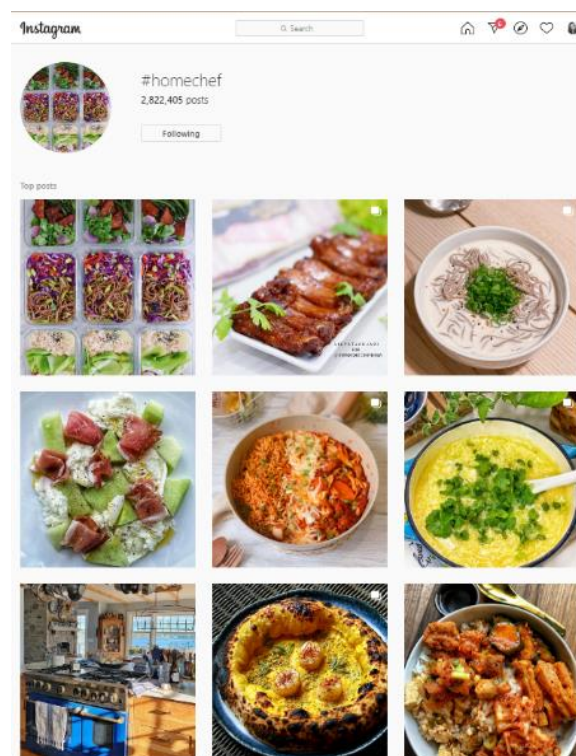 Instagram
Search
#homechef
2,822,405 posts
Following
Top posts